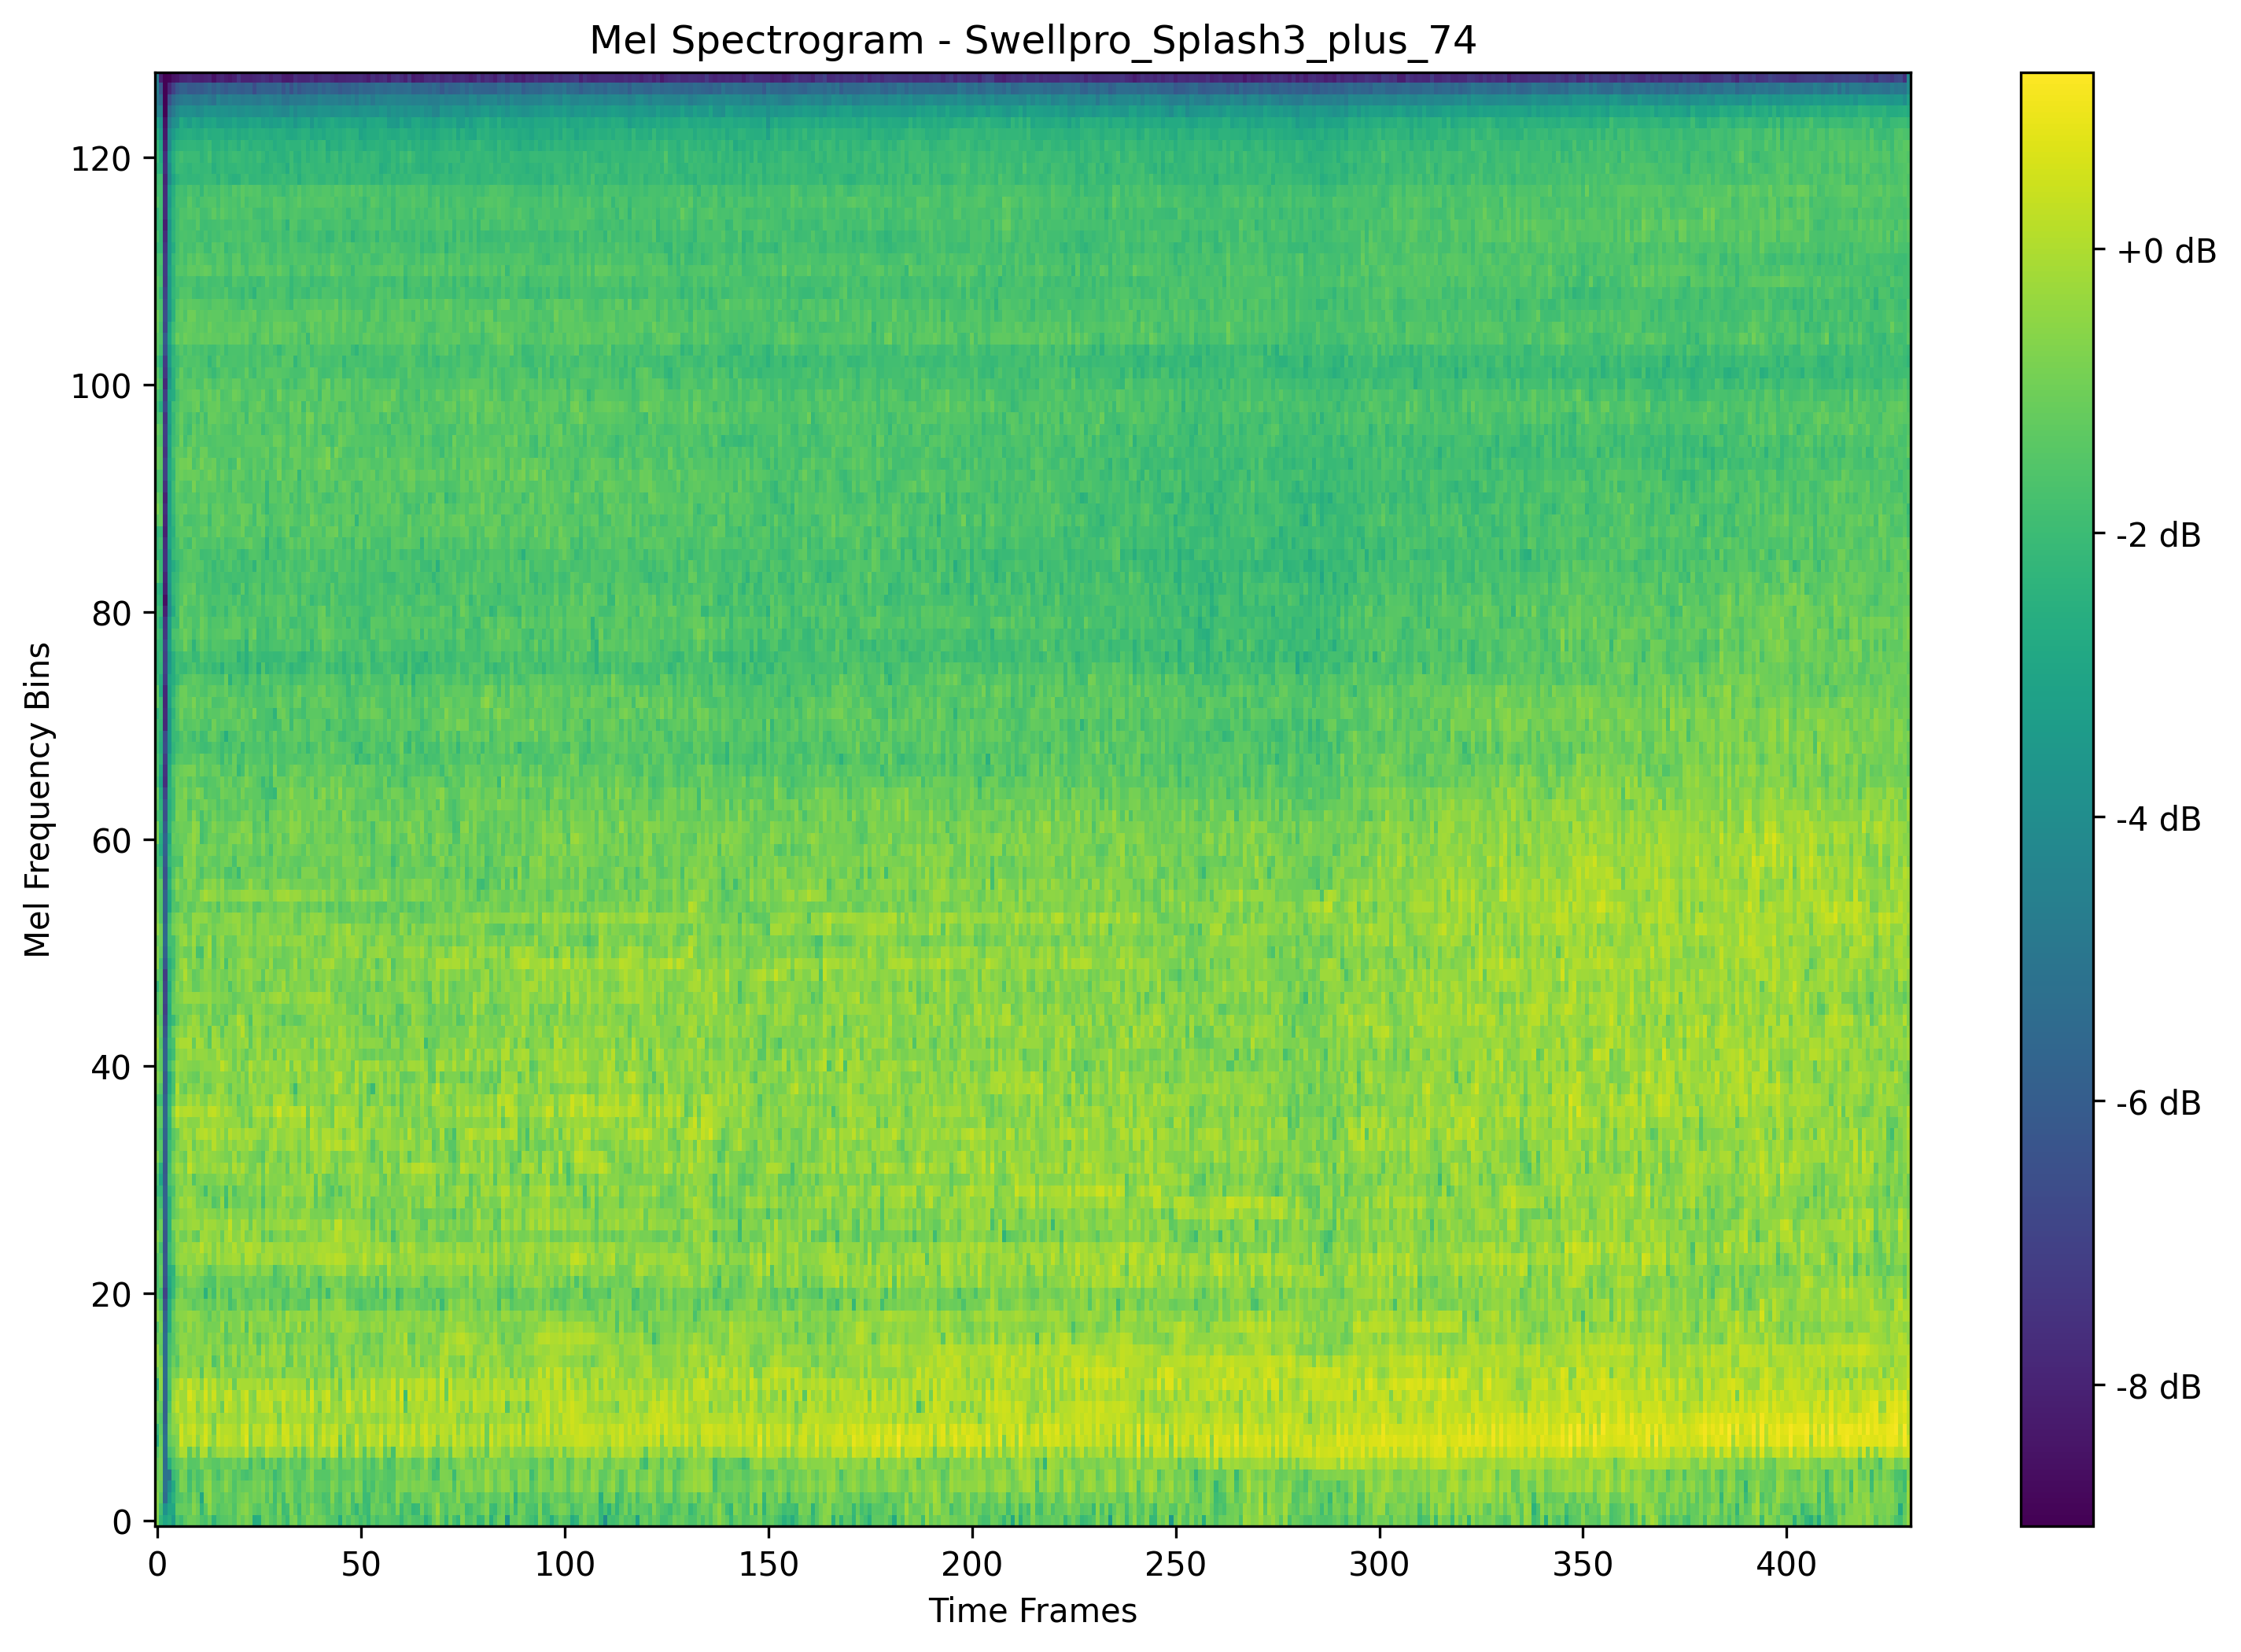 Mel Spectrogram - Swellpro_Splash3_plus_74
Mel Frequency Bins
120
100
80
60
40
20
0
0 50 100 150 200 250 300 350 400
Time Frames
+0 dB
-2 dB
-4 dB
-6 dB
-8 dB